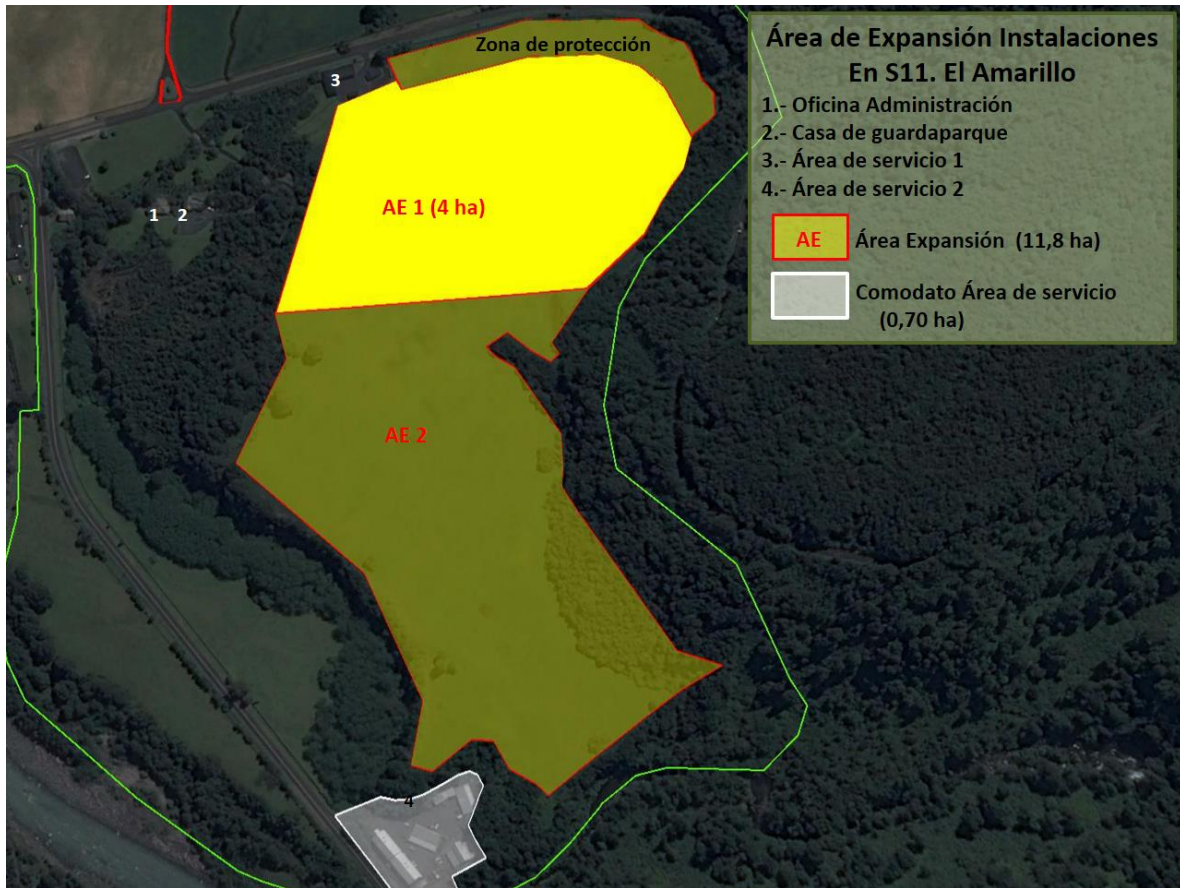 Zona de protección
3
AE 1 (4 ha)
1 2
AE 2
4
Área de Expansión Instalaciones
En S11. El Amarillo
1.- Oficina Administración
2.- Casa de guardaparque
3.- Área de servicio 1
4.- Área de servicio 2
AE Área Expansión (11,8 ha)
Comodato Área de servicio
(0,70 ha)